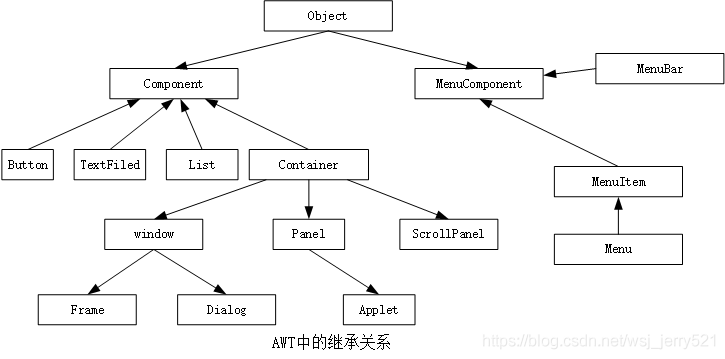 Object
Component
MenuComponent
MenuBar
Button
TextFiled
List
Container
MenuItem
window
Panel
ScrollPanel
Menu
Frame
Dialog
Applet
AWT中的继承关系
https://blog.csdn.net/wsj_jerry521